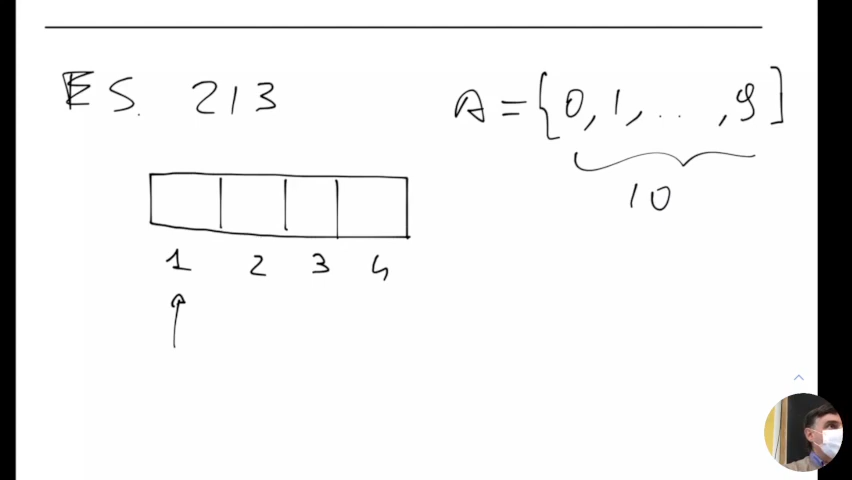 ES. 213
A = {0, 1, .. , 9]
10
1 2 3 4